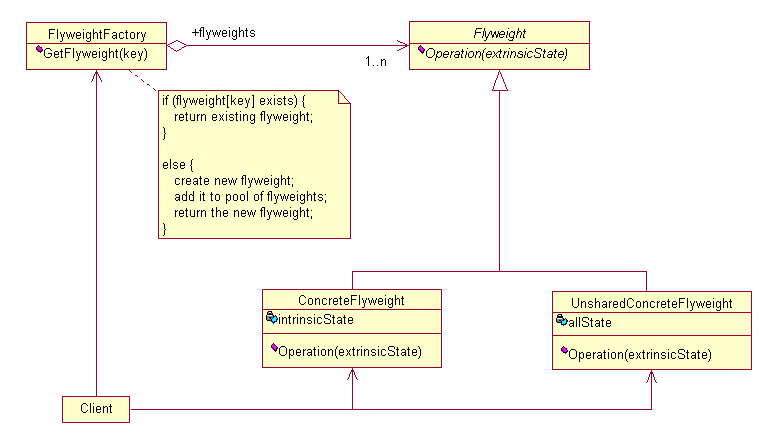 FlyweightFactory
GetFlyweight(key)
+flyweights
1..n
Flyweight
Operation(extrinsicState)
if (flyweight[key] exists) {
return existing flyweight;
}
else {
create new flyweight;
add it to pool of flyweights;
return the new flyweight;
}
ConcreteFlyweight
intrinsicState
Operation(extrinsicState)
UnsharedConcreteFlyweight
allState
Operation(extrinsicState)
Client